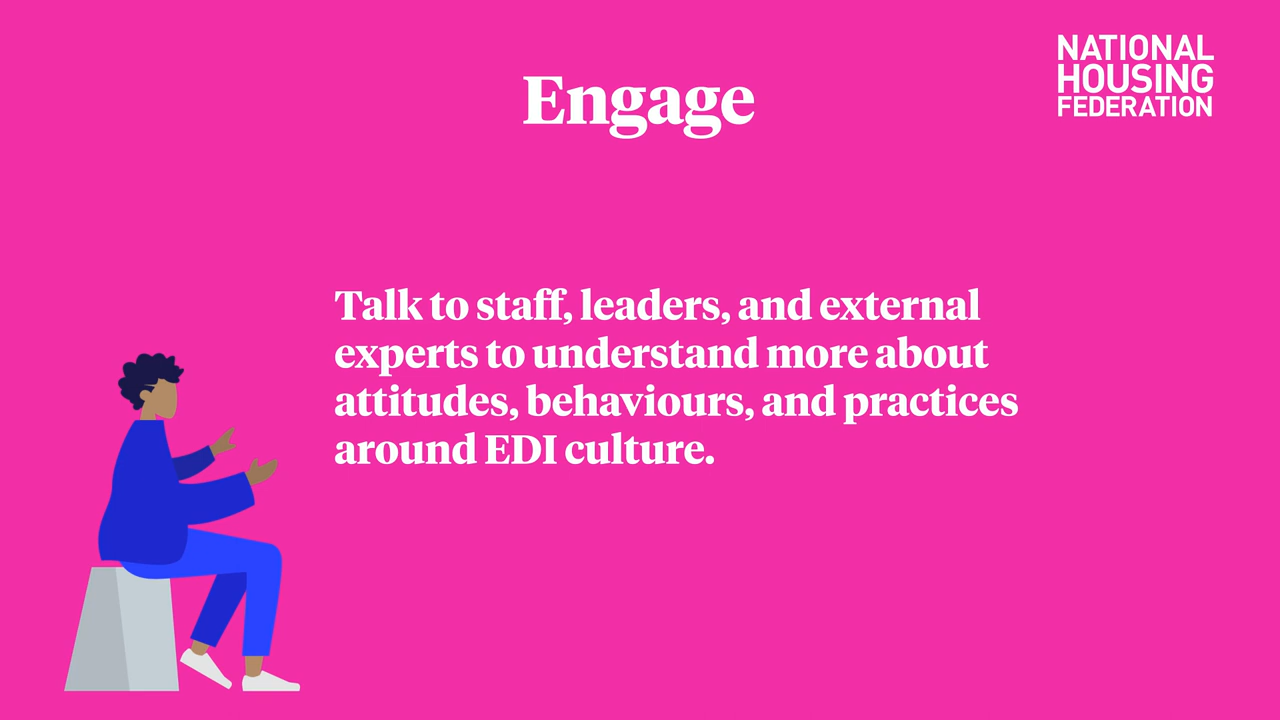 Engage
NATIONAL
HOUSING
FEDERATION
Talk to staff, leaders, and external
experts to understand more about
attitudes, behaviours, and practices
around EDI culture.